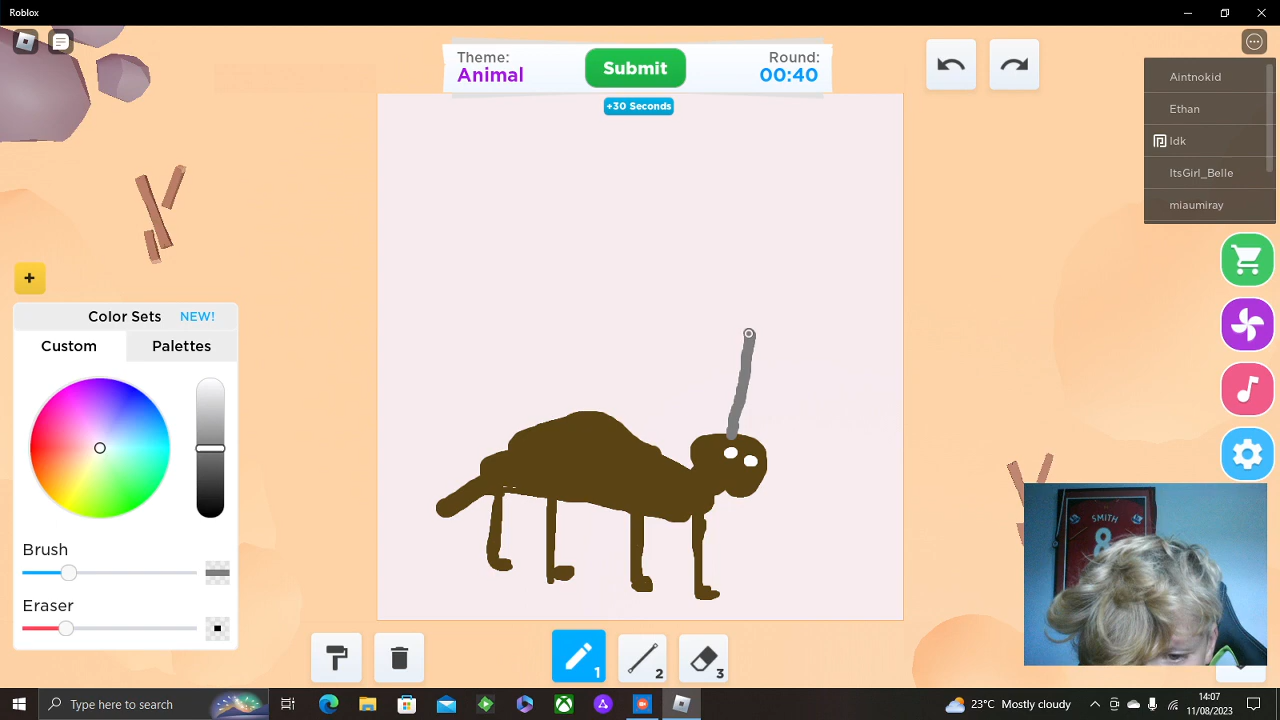 Roblox
Theme:
Animal
Submit
Round:
00:40
+30 Seconds
Aintnokid
Ethan
Idk
ItsGirl_Belle
miaumiray
+
Color Sets NEW!
Custom
Palettes
Brush
Eraser
SMITH
8
1
2
3
Type here to search
23°C Mostly cloudy
14:07
11/08/2023